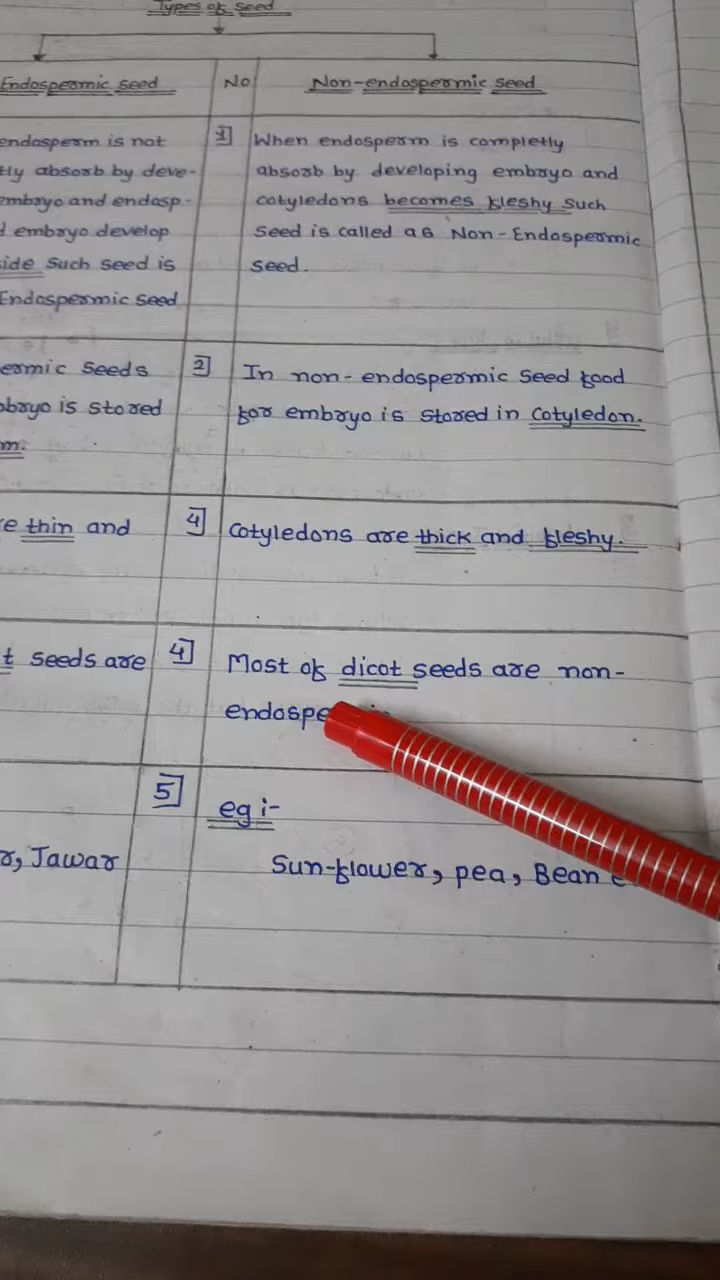 Types of Seed
Endospermic seed
No
Non-endospermic seed
endosperm is not
tly absorb by deve-
embryo and endosp-
d embryo develop
ide Such seed is
Endospermic seed
1]
When endosperm is completly
absorb by developing embryo and
cotyledons becomes fleshy Such
Seed is called as Non-Endospermic
seed.
ermic seeds
bryo is stored
m.
2]
In non-endospermic seed food
for embryo is stored in cotyledon.
re thin and
4]
Cotyledons are thick and fleshy.
t seeds are
4]
Most of dicot seeds are non-
endospe
r, Jawar
5]
eg :-
Sun-flower, pea, Bean